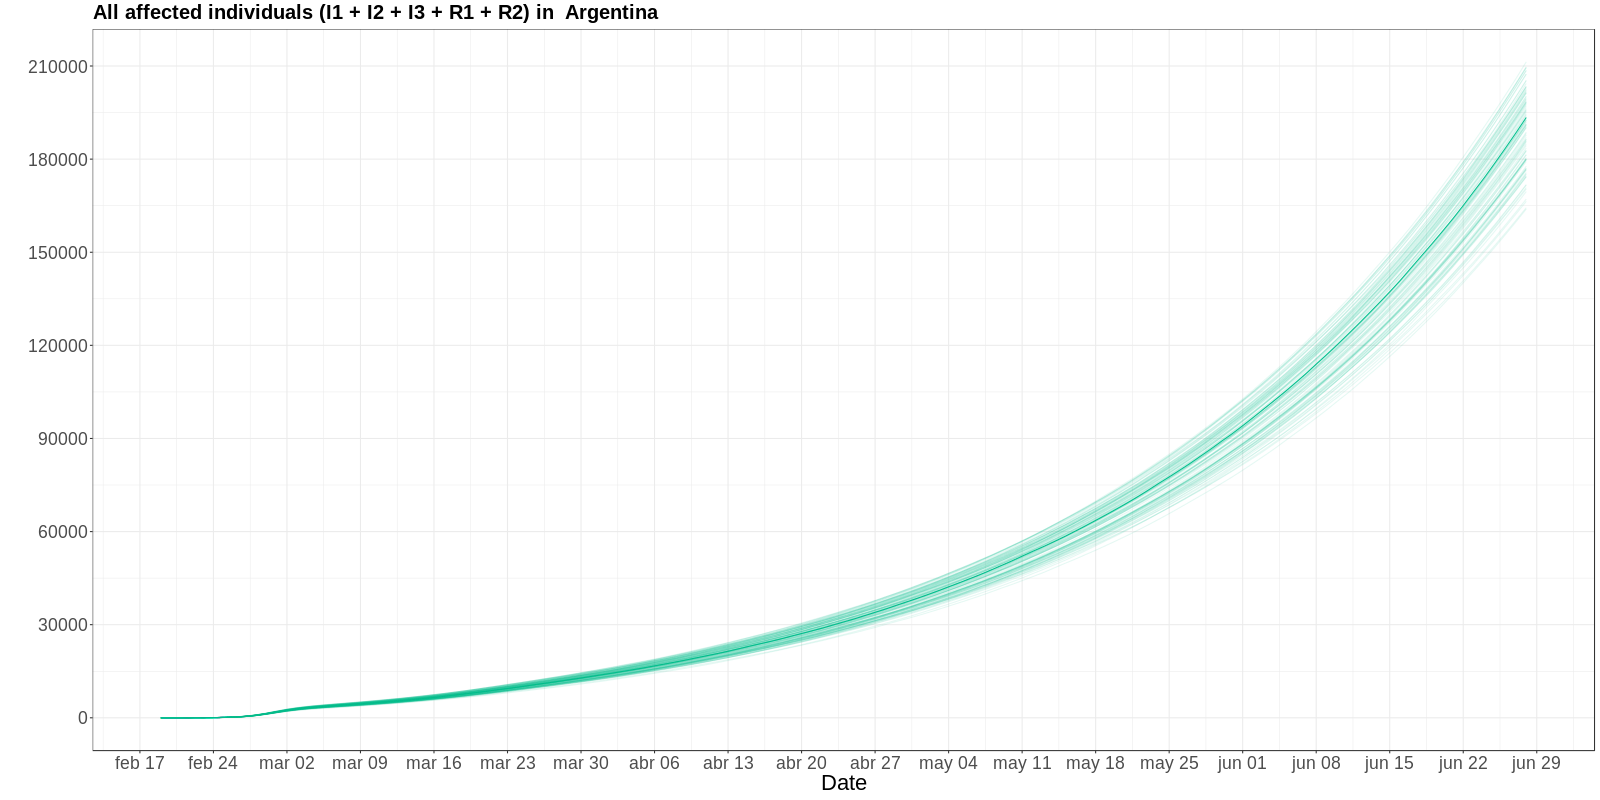 All affected individuals (I1 + I2 + I3 + R1 + R2) in  Argentina
210000
180000
150000
120000
90000
60000
30000
0
feb 17 feb 24 mar 02 mar 09 mar 16 mar 23 mar 30 abr 06 abr 13 abr 20 abr 27 may 04 may 11 may 18 may 25 jun 01 jun 08 jun 15 jun 22 jun 29
Date